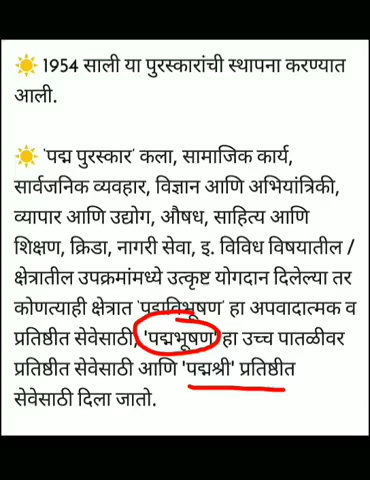 ☀️ 1954 साली या पुरस्कारांची स्थापना करण्यात
आली.
☀️ 'पद्म पुरस्कार' कला, सामाजिक कार्य,
सार्वजनिक व्यवहार, विज्ञान आणि अभियांत्रिकी,
व्यापार आणि उद्योग, औषध, साहित्य आणि
शिक्षण, क्रिडा, नागरी सेवा, इ. विविध विषयातील /
क्षेत्रातील उपक्रमांमध्ये उत्कृष्ट योगदान दिलेल्या तर
कोणत्याही क्षेत्रात 'पद्मविभूषण' हा अपवादात्मक व
प्रतिष्ठीत सेवेसाठी, 'पद्मभूषण' हा उच्च पातळीवर
प्रतिष्ठीत सेवेसाठी आणि 'पद्मश्री' प्रतिष्ठीत
सेवेसाठी दिला जातो.